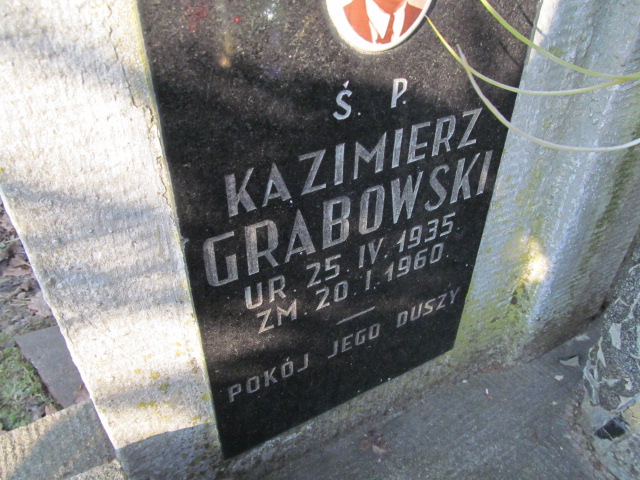 Ś. P.
KAZIMIERZ
GRABOWSKI
UR. 25. IV. 1935
ZM. 20. I. 1960
POKÓJ JEGO DUSZY